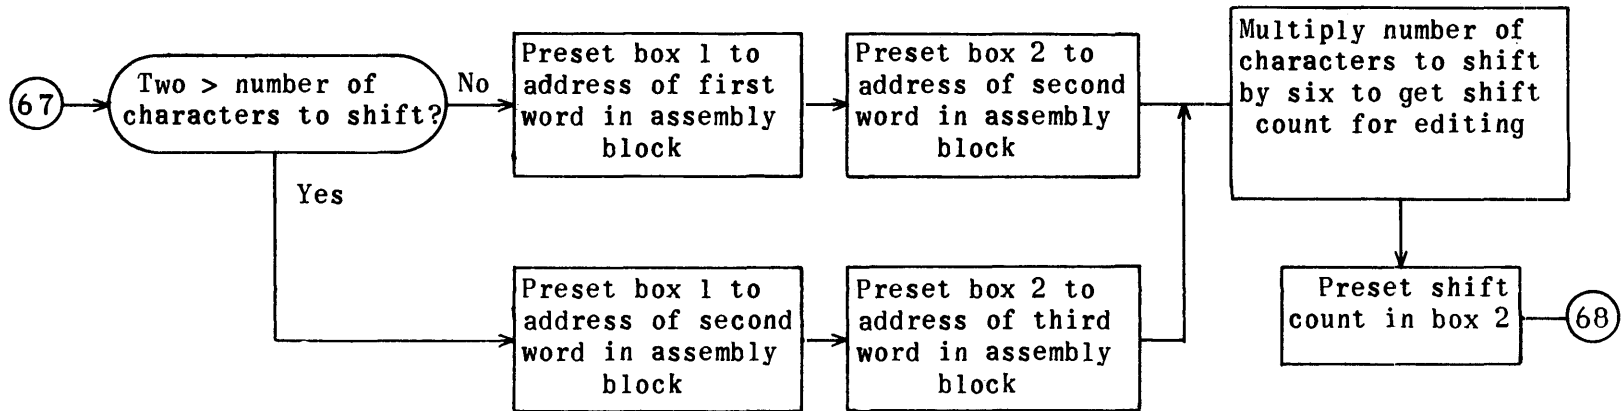 67
Two > number of
characters to shift?
No
Yes
Preset box 1 to
address of first
word in assembly
block
Preset box 2 to
address of second
word in assembly
block
Multiply number of
characters to shift
by six to get shift
count for editing
Preset box 1 to
address of second
word in assembly
block
Preset box 2 to
address of third
word in assembly
block
Preset shift
count in box 2
68